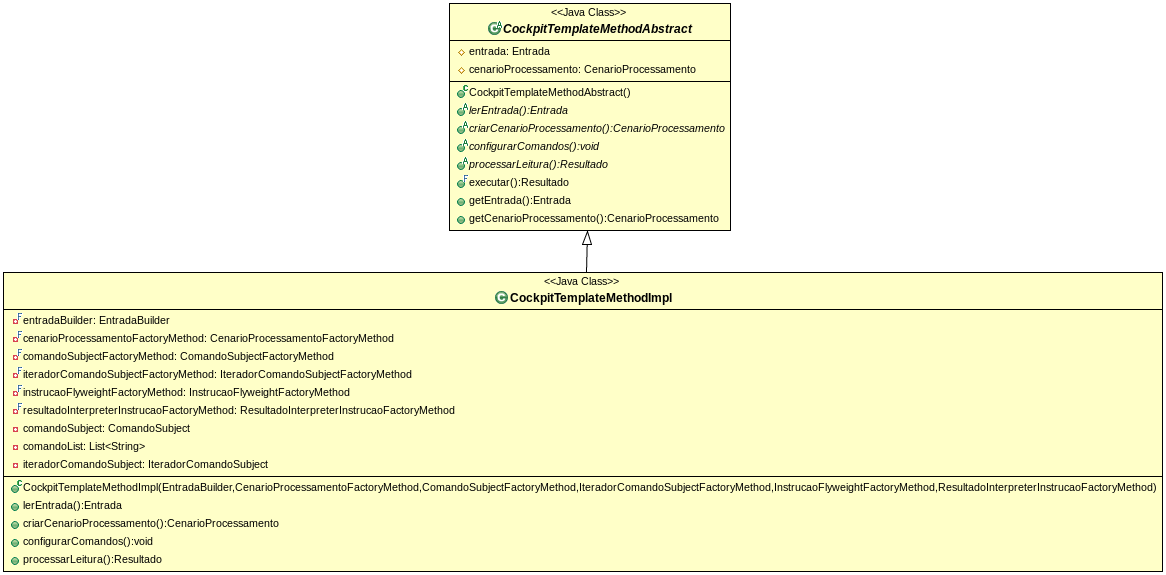 <<Java Class>>
CockpitTemplateMethodAbstract
entrada: Entrada
cenarioProcessamento: CenarioProcessamento
CockpitTemplateMethodAbstract()
lerEntrada():Entrada
criarCenarioProcessamento():CenarioProcessamento
configurarComandos():void
processarLeitura():Resultado
executar():Resultado
getEntrada():Entrada
getCenarioProcessamento():CenarioProcessamento
<<Java Class>>
CockpitTemplateMethodImpl
entradaBuilder: EntradaBuilder
cenarioProcessamentoFactoryMethod: CenarioProcessamentoFactoryMethod
comandoSubjectFactoryMethod: ComandoSubjectFactoryMethod
iteradorComandoSubjectFactoryMethod: IteradorComandoSubjectFactoryMethod
instrucaoFlyweightFactoryMethod: InstrucaoFlyweightFactoryMethod
resultadoInterpreterInstrucaoFactoryMethod: ResultadoInterpreterInstrucaoFactoryMethod
comandoSubject: ComandoSubject
comandoList: List<String>
iteradorComandoSubject: IteradorComandoSubject
CockpitTemplateMethodImpl(EntradaBuilder,CenarioProcessamentoFactoryMethod,ComandoSubjectFactoryMethod,IteradorComandoSubjectFactoryMethod,InstrucaoFlyweightFactoryMethod,ResultadoInterpreterInstrucaoFactoryMethod)
lerEntrada():Entrada
criarCenarioProcessamento():CenarioProcessamento
configurarComandos():void
processarLeitura():Resultado